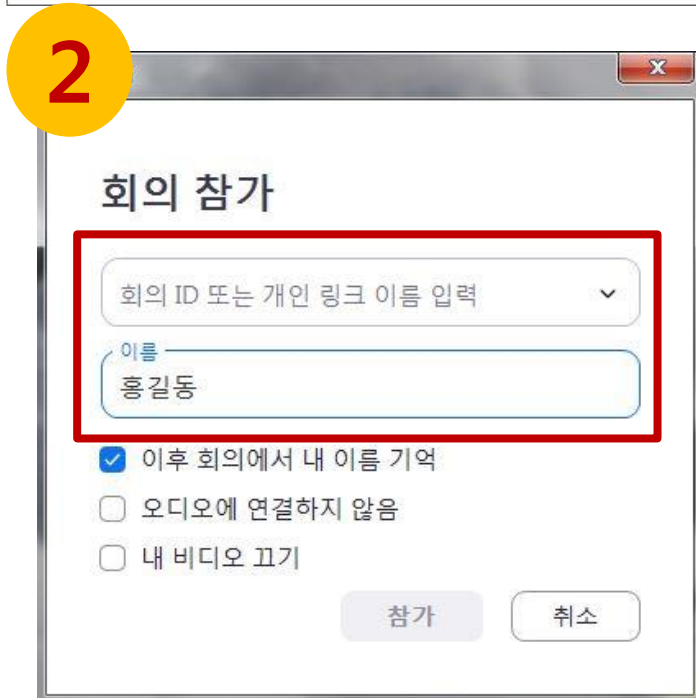 2
회의 참가
회의 ID 또는 개인 링크 이름 입력
이름
홍길동
이후 회의에서 내 이름 기억
오디오에 연결하지 않음
내 비디오 끄기
참가 취소